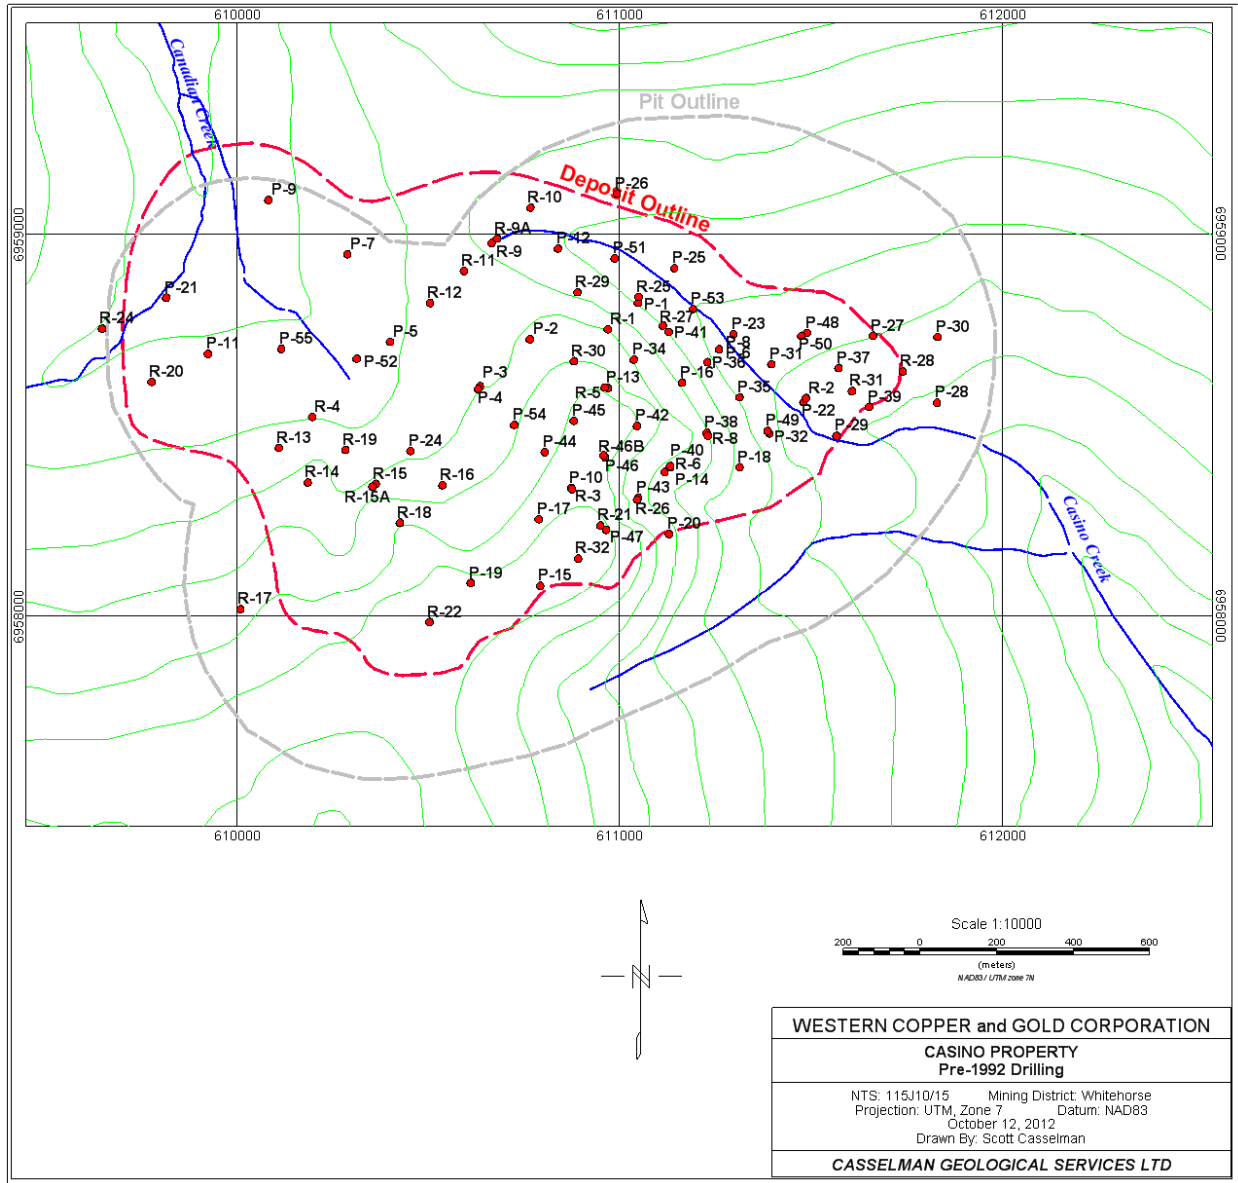 610000
611000
612000
Canadian Creek
Pit Outline
Deposit Outline
P-26
P-9
R-10
6959000
6959000
R-9A
P-7
P-12
R-9
P-51
P-25
R-11
R-29
R-25
P-21
R-12
P-1
P-53
R-24
R-27
R-1
P-41
P-23
P-48
P-27
P-30
P-5
P-2
P-50
P-55
P-8
P-11
P-6
P-52
R-30
P-34
P-36
P-31
P-37
R-28
R-20
P-3
P-13
P-16
P-4
R-5
P-35
R-2
R-31
P-39
P-28
P-22
R-4
P-54
P-45
P-42
P-38
P-49
P-29
R-13
R-19
P-24
P-44
R-46B
R-8
P-32
P-40
P-46
R-6
P-18
R-14
R-15
R-16
P-10
P-14
R-15A
R-3
P-43
R-26
R-18
P-17
R-21
P-47
P-20
R-32
P-19
P-15
R-17
R-22
Casino Creek
6958000
6958000
610000
611000
612000
N
Scale 1:10000
200 0 200 400 600
(meters)
NAD83 / UTM zone 7N
WESTERN COPPER and GOLD CORPORATION
CASINO PROPERTY
Pre-1992 Drilling
NTS: 115J10/15 Mining District: Whitehorse
Projection: UTM, Zone 7 Datum: NAD83
October 12, 2012
Drawn By: Scott Casselman
CASSELMAN GEOLOGICAL SERVICES LTD